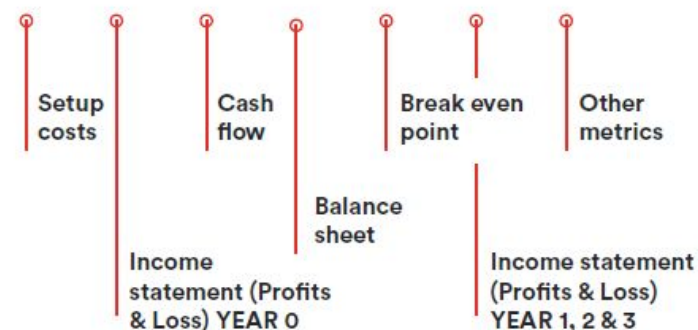 Setup
costs
Cash
flow
Break even
point
Other
metrics
Balance
sheet
Income
statement (Profits
& Loss) YEAR 0
Income statement
(Profits & Loss)
YEAR 1, 2 & 3